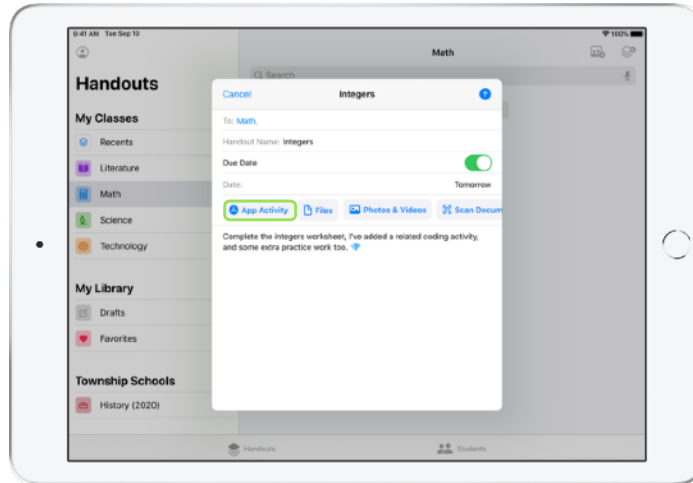 9:41 AM Tue Sep 10
100%
Math
Handouts
Search
Cancel
Integers
My Classes
To: Math,
Recents
Handout Name: Integers
Literature
Due Date
Math
Date:
Tomorrow
App Activity
Files
Photos & Videos
Scan Docum
Science
Complete the integers worksheet, I've added a related coding activity,
and some extra practice work too.
Technology
My Library
Drafts
Favorites
Township Schools
History (2020)
Handouts
Students